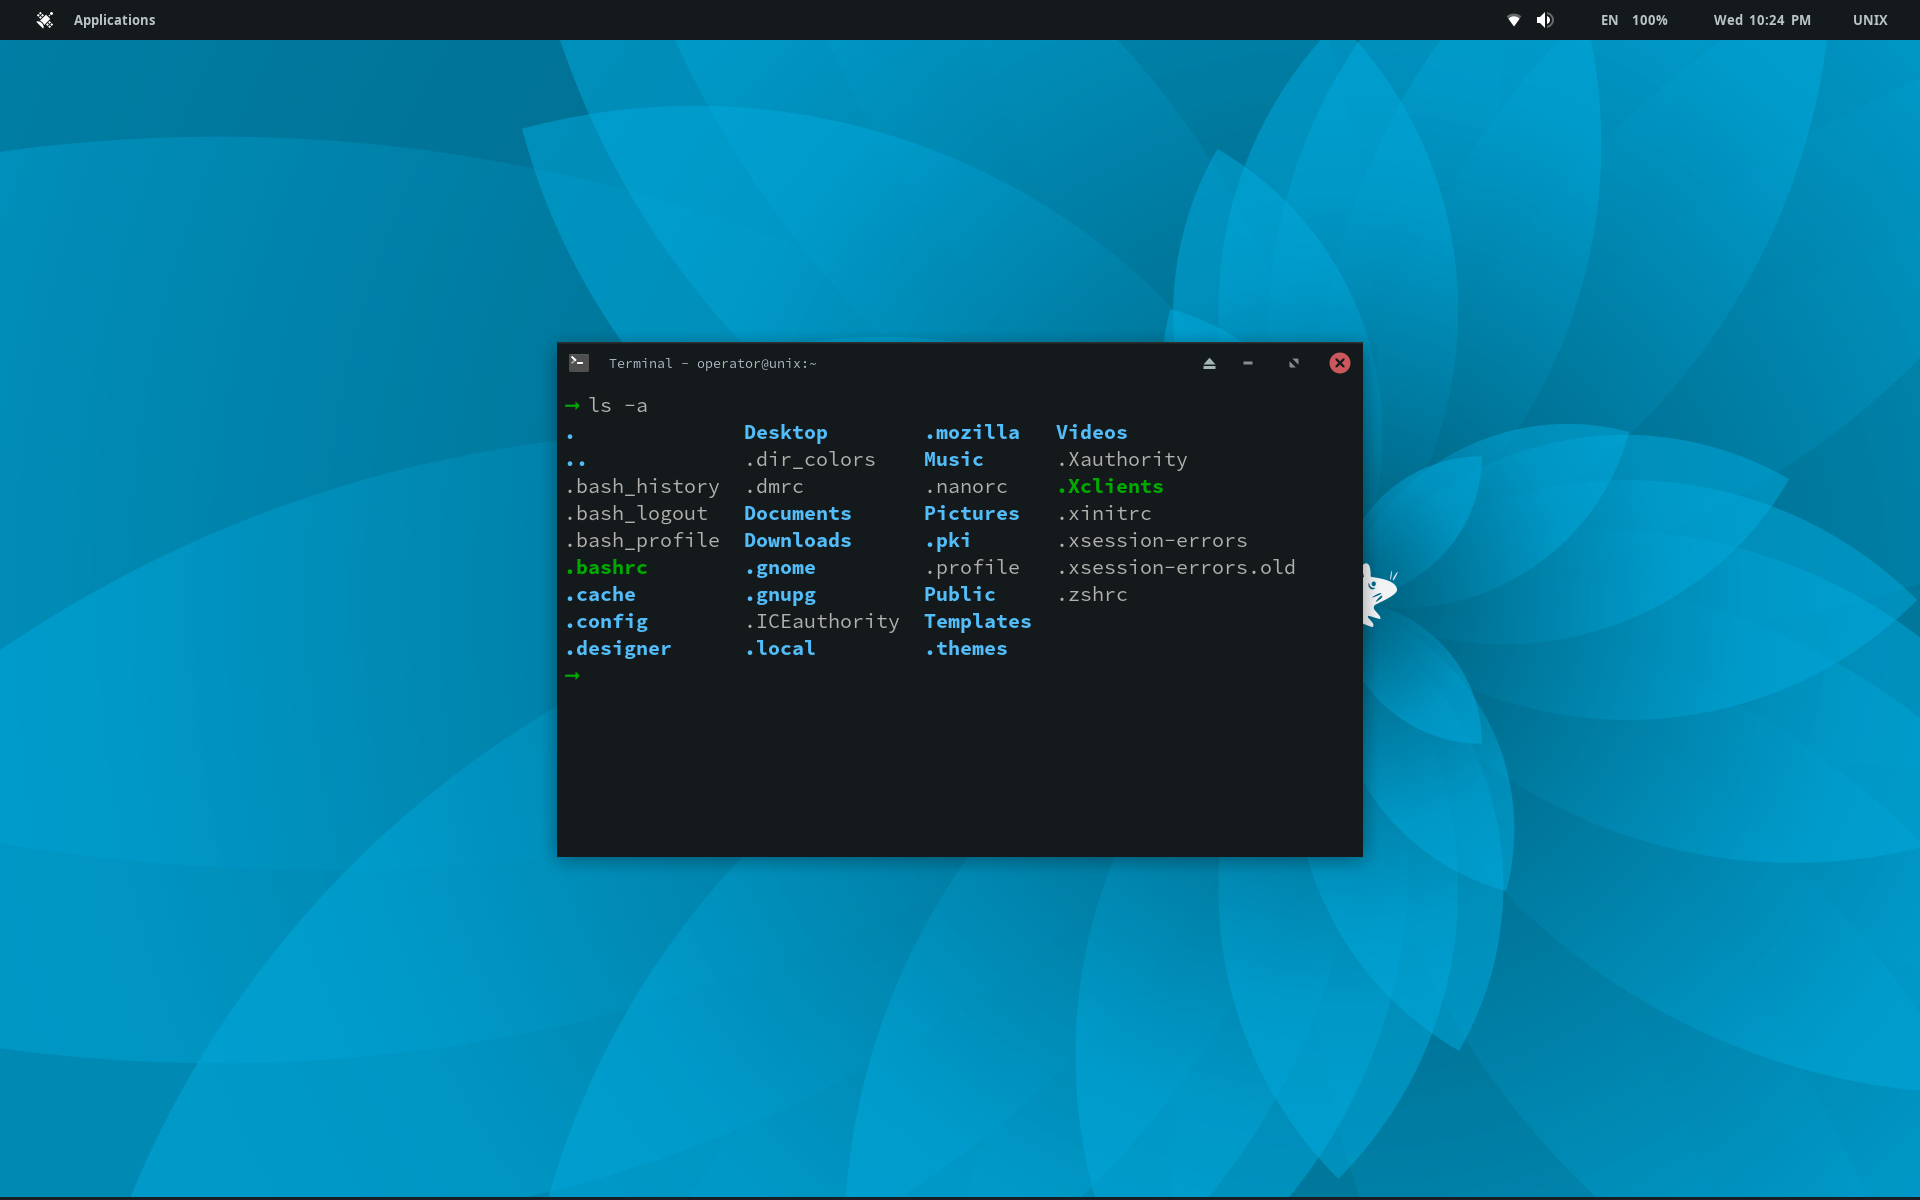 Applications EN 100% Wed 10:24 PM UNIX
Terminal - operator@unix:~
→ ls -a
. Desktop .mozilla Videos
.. .dir_colors Music .Xauthority
.bash_history .dmrc .nanorc .Xclients
.bash_logout Documents Pictures .xinitrc
.bash_profile Downloads .pki .xsession-errors
.bashrc .gnome .profile .xsession-errors.old
.cache .gnupg Public .zshrc
.config .ICEauthority Templates
.designer .local .themes
→